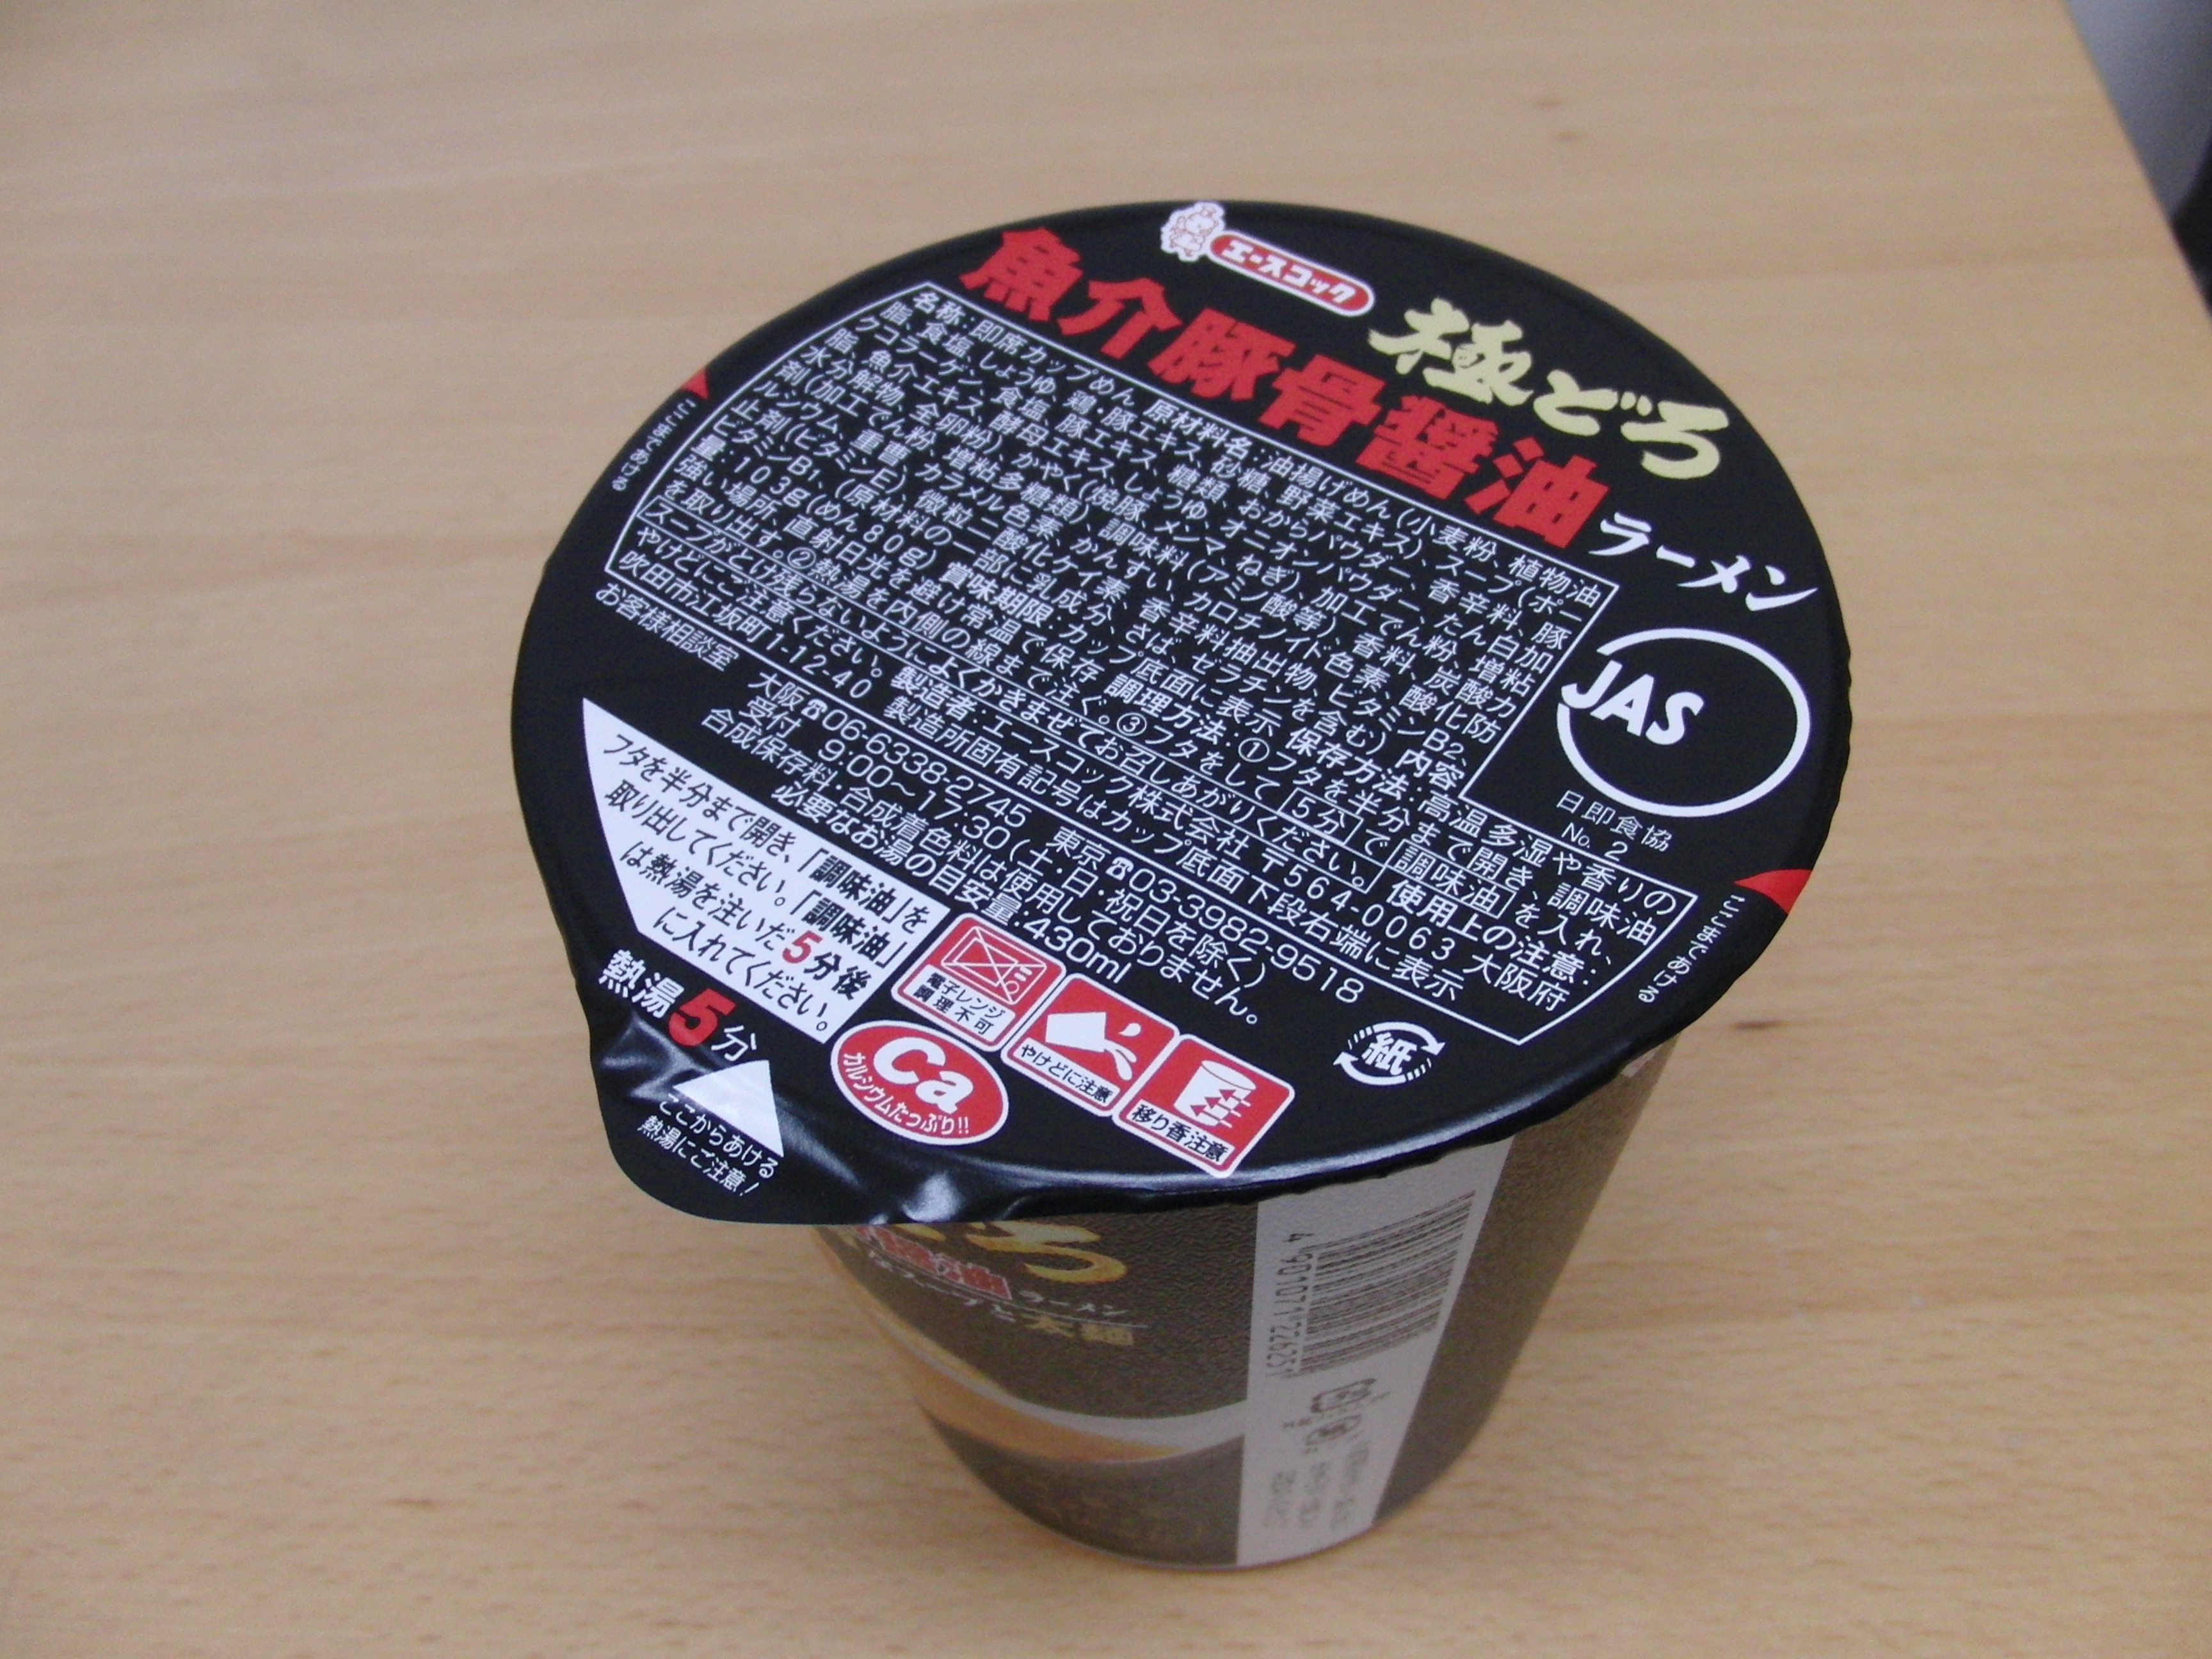 エースコック
極どろ
魚介豚骨醤油
ラーメン
名称:即席カップめん 原材料名:油揚げめん(小麦粉、植物油
脂、食塩、しょうゆ、鶏・豚エキス、砂糖、野菜エキス)、スープ(ポー
クコラーゲン、食塩、豚エキス、糖類、おからパウダー、香辛料、豚
脂、魚介エキス、酵母エキス、しょうゆ、オニオンパウダー、たん白加
水分解物、全卵粉)、かやく(焼豚、メンマ、ねぎ)、加工でん粉、増粘
剤(加工でん粉、増粘多糖類)、調味料(アミノ酸等)、香料、炭酸カ
ルシウム、重曹、カラメル色素、かんすい、カロチノイド色素、酸化防
止剤(ビタミンE)、微粒二酸化ケイ素、香辛料抽出物、ビタミンB2、
ビタミンB1、(原材料の一部に乳成分、さば、ゼラチンを含む) 内容
量:103g(めん80g) 賞味期限:カップ底面に表示 保存方法:高温多湿や香りの
強い場所、直射日光を避け常温で保存 調理方法:①フタを半分まで開き、調味油
を取り出す。②熱湯を内側の線まで注ぐ。③フタをして5分で調味油を入れ、
スープがとけ残らないようによくかきまぜてお召しあがりください。 使用上の注意:
やけどにご注意ください。 製造者:エースコック株式会社 〒564-0063 大阪府
吹田市江坂町1-12-40 製造所固有記号はカップ底面下段右端に表示
お客様相談室 大阪☎06-6338-2745 東京☎03-3982-9518
受付 9:00〜17:30(土・日・祝日を除く)
合成保存料・合成着色料は使用しておりません。
必要なお湯の目安量:430ml
JAS
日即食協
No. 2
ここまであける
ここまであける
フタを半分まで開き、「調味油」を
取り出してください。「調味油」
は熱湯を注いだ5分後
に入れてください。
熱湯5分
ここからあける
熱湯にご注意!
Ca
カルシウムたっぷり!!
電子レンジ
調理不可
やけどに注意
移り香注意
紙
ラーメン
太麺
4901071226251